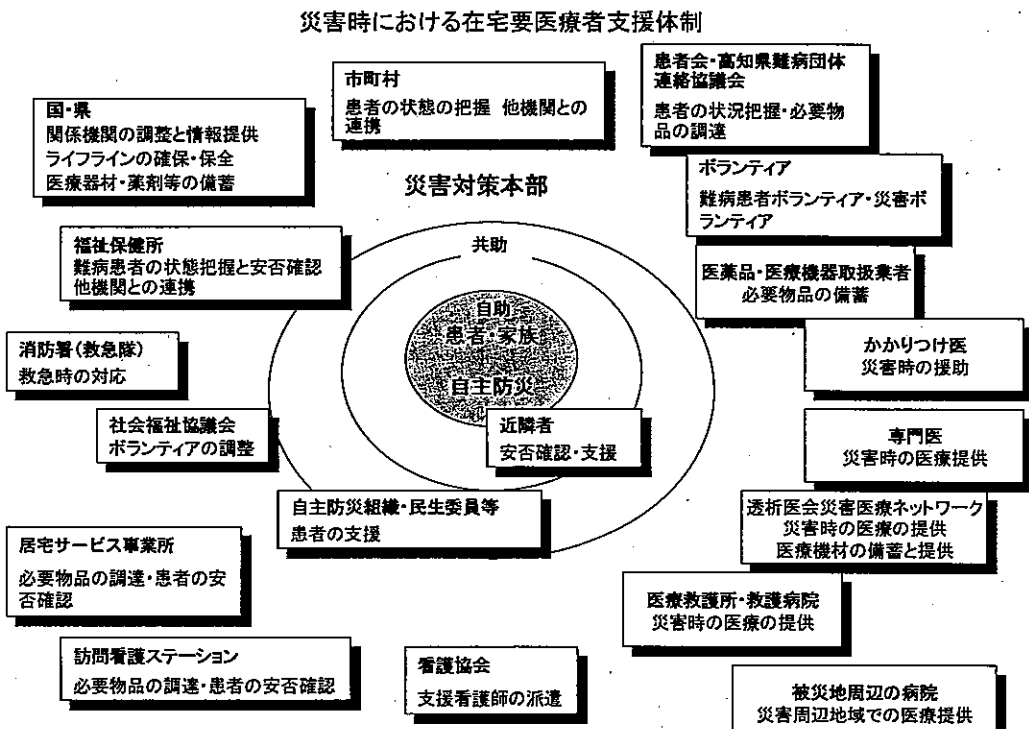 災害時における在宅要医療者支援体制
国・県
関係機関の調整と情報提供
ライフラインの確保・保全
医療器材・薬剤等の備蓄
市町村
患者の状態の把握 他機関との
連携
患者会・高知県難病団体
連絡協議会
患者の状況把握・必要物
品の調達
ボランティア
難病患者ボランティア・災害ボ
ランティア
災害対策本部
福祉保健所
難病患者の状態把握と安否確認
他機関との連携
共助
医薬品・医療機器取扱業者
必要物品の備蓄
自助
患者・家族
自主防災
消防署(救急隊)
救急時の対応
かかりつけ医
災害時の援助
社会福祉協議会
ボランティアの調整
近隣者
安否確認・支援
専門医
災害時の医療提供
自主防災組織・民生委員等
患者の支援
透析医会災害医療ネットワーク
災害時の医療の提供
医療機材の備蓄と提供
居宅サービス事業所
必要物品の調達・患者の安
否確認
医療救護所・救護病院
災害時の医療の提供
訪問看護ステーション
必要物品の調達・患者の安否確認
看護協会
支援看護師の派遣
被災地周辺の病院
災害周辺地域での医療提供